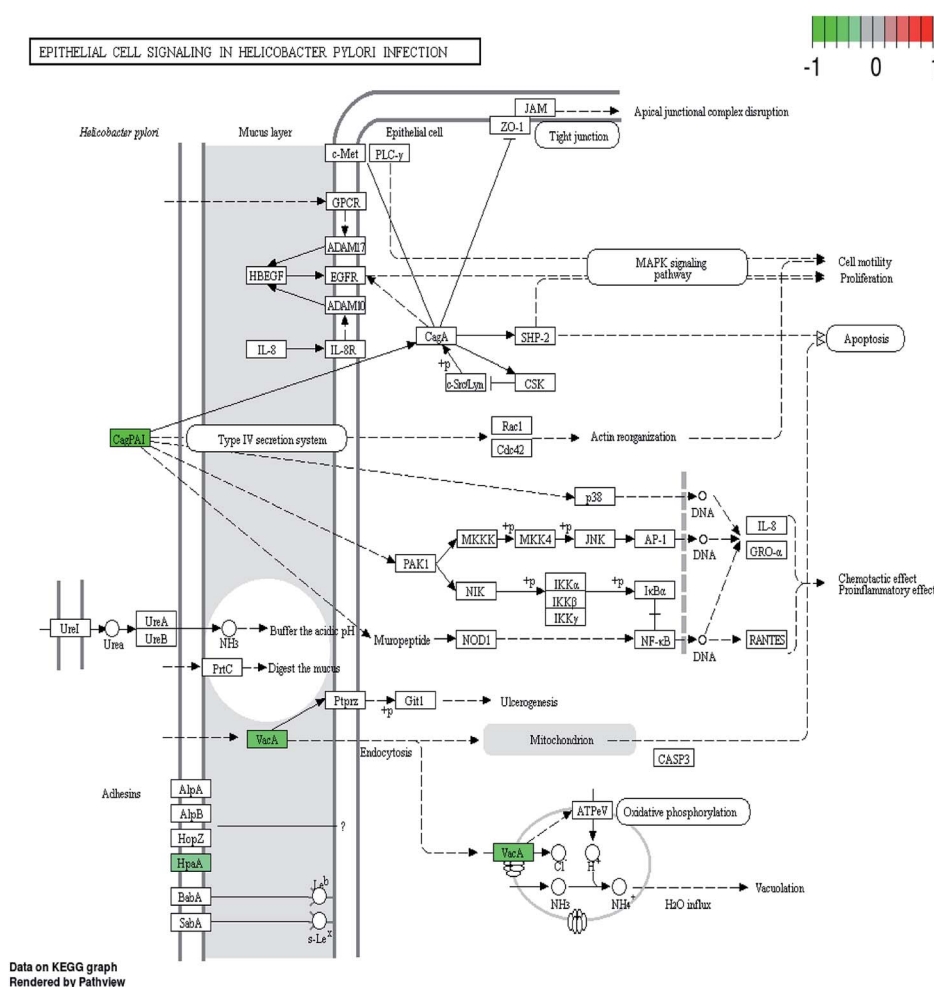 EPITHELIAL CELL SIGNALING IN HELICOBACTER PYLORI INFECTION
-1 0 1
Helicobacter pylori
Mucus layer
Epithelial cell
JAM
Apical junctional complex disruption
ZO-1
Tight junction
c-Met
PLC-γ
GPCR
ADAM17
HBEGF
EGFR
ADAM10
MAPK signaling
pathway
Cell motility
Proliferation
IL-8
IL-8R
CagA
SHP-2
Apoptosis
+p
c-Src/Lyn
CSK
CagPAI
Type IV secretion system
Rac1
Cdc42
Actin reorganization
p38
DNA
IL-8
GRO-α
MKKK
+p
MKK4
+p
JNK
AP-1
DNA
PAK1
NIK
+p
IKKα
IKKβ
IKKγ
+p
IκBα
Chemotactic effect
Proinflammatory effect
UreI
Urea
UreA
UreB
NH3
Buffer the acidic pH
Muropeptide
NOD1
NF-κB
DNA
RANTES
PrtC
Digest the mucus
Ptprz
+p
Git1
Ulcerogenesis
VacA
Endocytosis
Mitochondrion
CASP3
Adhesins
AlpA
AlpB
HopZ
HpaA
BabA
SabA
?
Le b
s-Le x
ATPeV
Oxidative phosphorylation
VacA
Cl-
H+
NH3
NH4+
H2O influx
Vacuolation
Data on KEGG graph
Rendered by Pathview